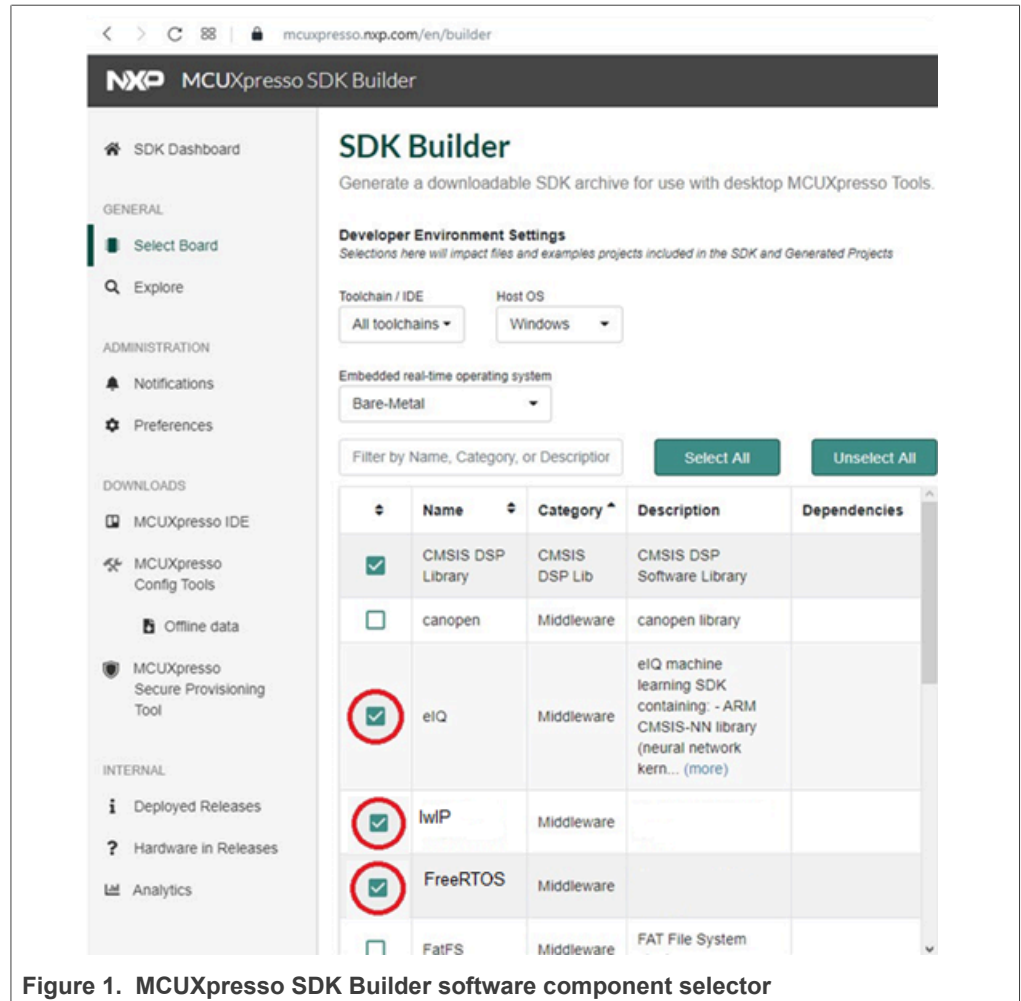 mcuxpresso.nxp.com/en/builder
NXP MCUXpresso SDK Builder
SDK Dashboard
GENERAL
Select Board
Explore
ADMINISTRATION
Notifications
Preferences
DOWNLOADS
MCUXpresso IDE
MCUXpresso
Config Tools
Offline data
MCUXpresso
Secure Provisioning
Tool
INTERNAL
Deployed Releases
Hardware in Releases
Analytics
SDK Builder
Generate a downloadable SDK archive for use with desktop MCUXpresso Tools.
Developer Environment Settings
Selections here will impact files and examples projects included in the SDK and Generated Projects
Toolchain / IDE Host OS
All toolchains Windows
Embedded real-time operating system
Bare-Metal
Filter by Name, Category, or Description Select All Unselect All
Name Category Description Dependencies
CMSIS DSP
Library
CMSIS
DSP Lib
CMSIS DSP
Software Library
canopen Middleware canopen library
eIQ Middleware
eIQ machine
learning SDK
containing: - ARM
CMSIS-NN library
(neural network
kern... (more)
lwIP Middleware
FreeRTOS Middleware
FatFS Middleware FAT File System
Figure 1. MCUXpresso SDK Builder software component selector